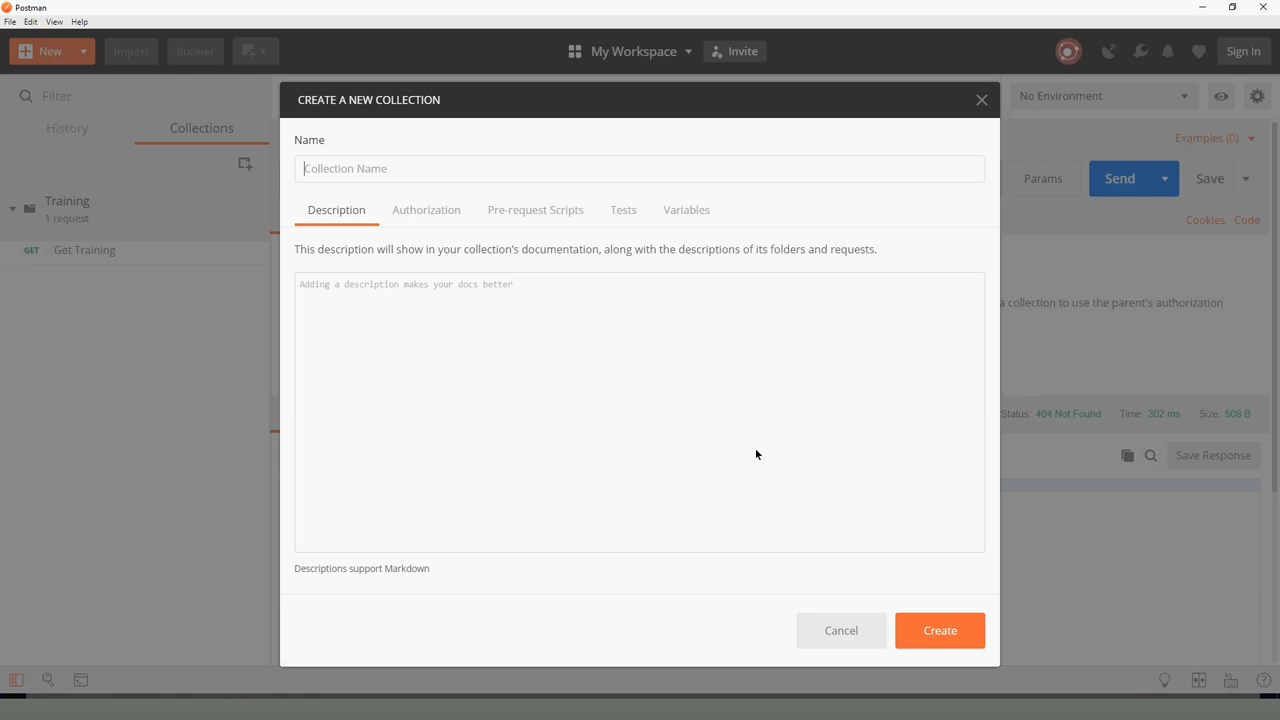 Postman
File Edit View Help
New Import Runner My Workspace Invite Sign In
Filter
History Collections
Training
1 request
GET Get Training
CREATE A NEW COLLECTION
Name
Collection Name
Description Authorization Pre-request Scripts Tests Variables
This description will show in your collection's documentation, along with the descriptions of its folders and requests.
Adding a description makes your docs better
Descriptions support Markdown
Cancel Create
No Environment
Examples (0)
Params Send Save
Cookies Code
a collection to use the parent's authorization
Status: 404 Not Found Time: 302 ms Size: 508 B
Save Response